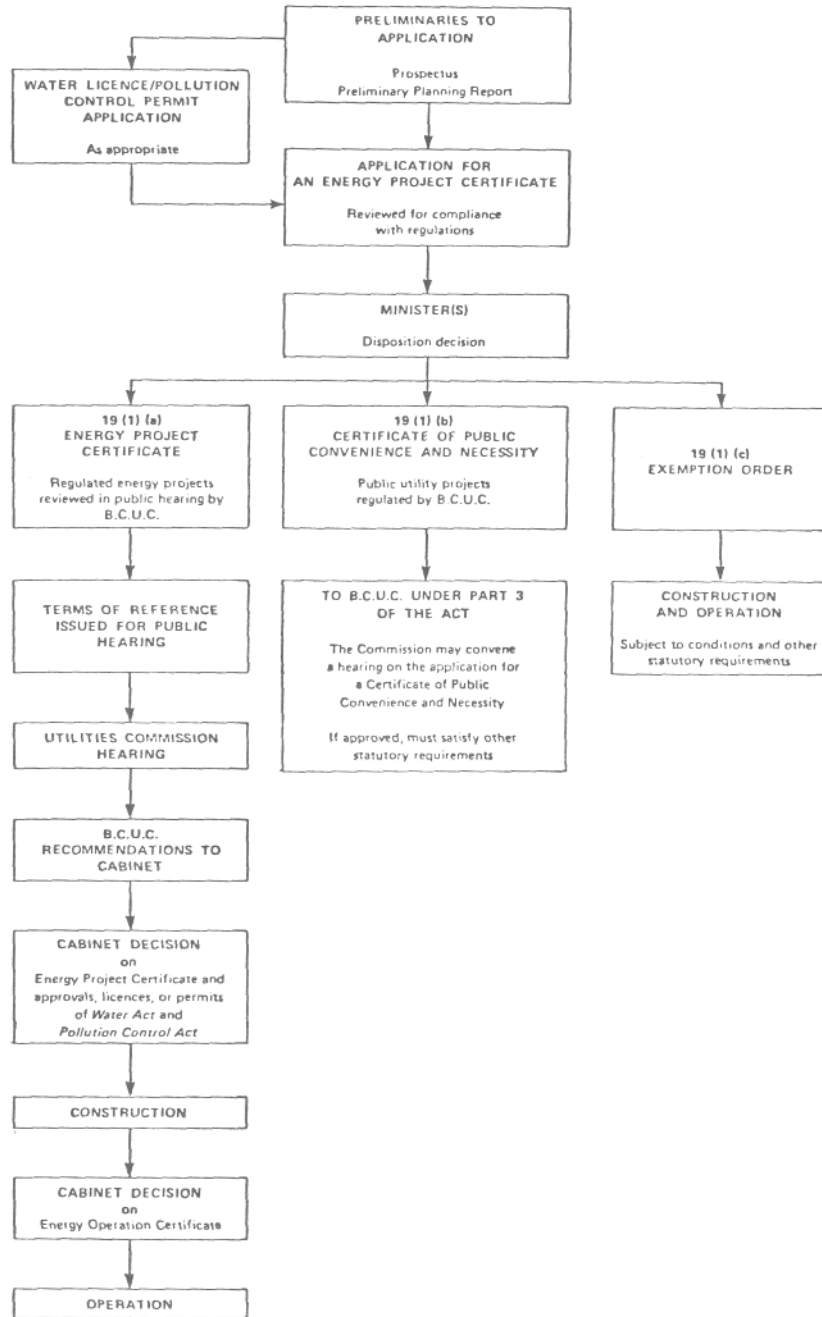 PRELIMINARIES TO
APPLICATION
Prospectus
Preliminary Planning Report
WATER LICENCE/POLLUTION
CONTROL PERMIT
APPLICATION
As appropriate
APPLICATION FOR
AN ENERGY PROJECT CERTIFICATE
Reviewed for compliance
with regulations
MINISTER(S)
Disposition decision
19 (1) (a)
ENERGY PROJECT
CERTIFICATE
Regulated energy projects
reviewed in public hearing by
B.C.U.C.
19 (1) (b)
CERTIFICATE OF PUBLIC
CONVENIENCE AND NECESSITY
Public utility projects
regulated by B.C.U.C.
19 (1) (c)
EXEMPTION ORDER
TERMS OF REFERENCE
ISSUED FOR PUBLIC
HEARING
TO B.C.U.C. UNDER PART 3
OF THE ACT
The Commission may convene
a hearing on the application for
a Certificate of Public
Convenience and Necessity
If approved, must satisfy other
statutory requirements
CONSTRUCTION
AND OPERATION
Subject to conditions and other
statutory requirements
UTILITIES COMMISSION
HEARING
B.C.U.C.
RECOMMENDATIONS TO
CABINET
CABINET DECISION
on
Energy Project Certificate and
approvals, licences, or permits
of Water Act and
Pollution Control Act
CONSTRUCTION
CABINET DECISION
on
Energy Operation Certificate
OPERATION